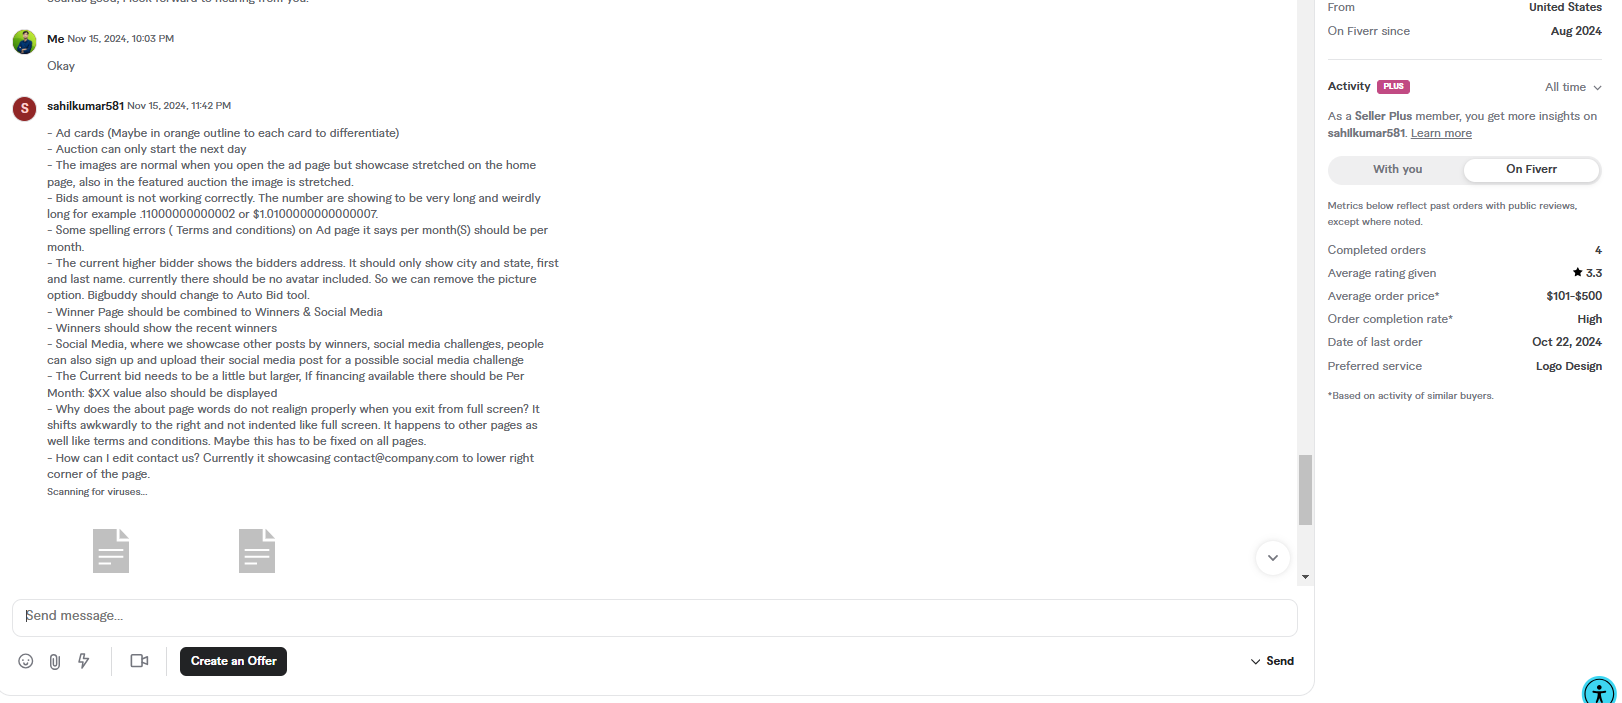 Sounds good, I look forward to hearing from you.
Me Nov 15, 2024, 10:03 PM
Okay
S
sahilkumar581 Nov 15, 2024, 11:42 PM
- Ad cards (Maybe in orange outline to each card to differentiate)
- Auction can only start the next day
- The images are normal when you open the ad page but showcase stretched on the home
page, also in the featured auction the image is stretched.
- Bids amount is not working correctly. The number are showing to be very long and weirdly
long for example .11000000000002 or $1.0100000000000007.
- Some spelling errors ( Terms and conditions) on Ad page it says per month(S) should be per
month.
- The current higher bidder shows the bidders address. It should only show city and state, first
and last name. currently there should be no avatar included. So we can remove the picture
option. Bigbuddy should change to Auto Bid tool.
- Winner Page should be combined to Winners & Social Media
- Winners should show the recent winners
- Social Media, where we showcase other posts by winners, social media challenges, people
can also sign up and upload their social media post for a possible social media challenge
- The Current bid needs to be a little but larger, If financing available there should be Per
Month: $XX value also should be displayed
- Why does the about page words do not realign properly when you exit from full screen? It
shifts awkwardly to the right and not indented like full screen. It happens to other pages as
well like terms and conditions. Maybe this has to be fixed on all pages.
- How can I edit contact us? Currently it showcasing contact@company.com to lower right
corner of the page.
Scanning for viruses...
Send message...
Create an Offer
Send
From United States
On Fiverr since Aug 2024
Activity PLUS All time
As a Seller Plus member, you get more insights on
sahilkumar581. Learn more
With you On Fiverr
Metrics below reflect past orders with public reviews,
except where noted.
Completed orders 4
Average rating given ★ 3.3
Average order price* $101-$500
Order completion rate* High
Date of last order Oct 22, 2024
Preferred service Logo Design
*Based on activity of similar buyers.